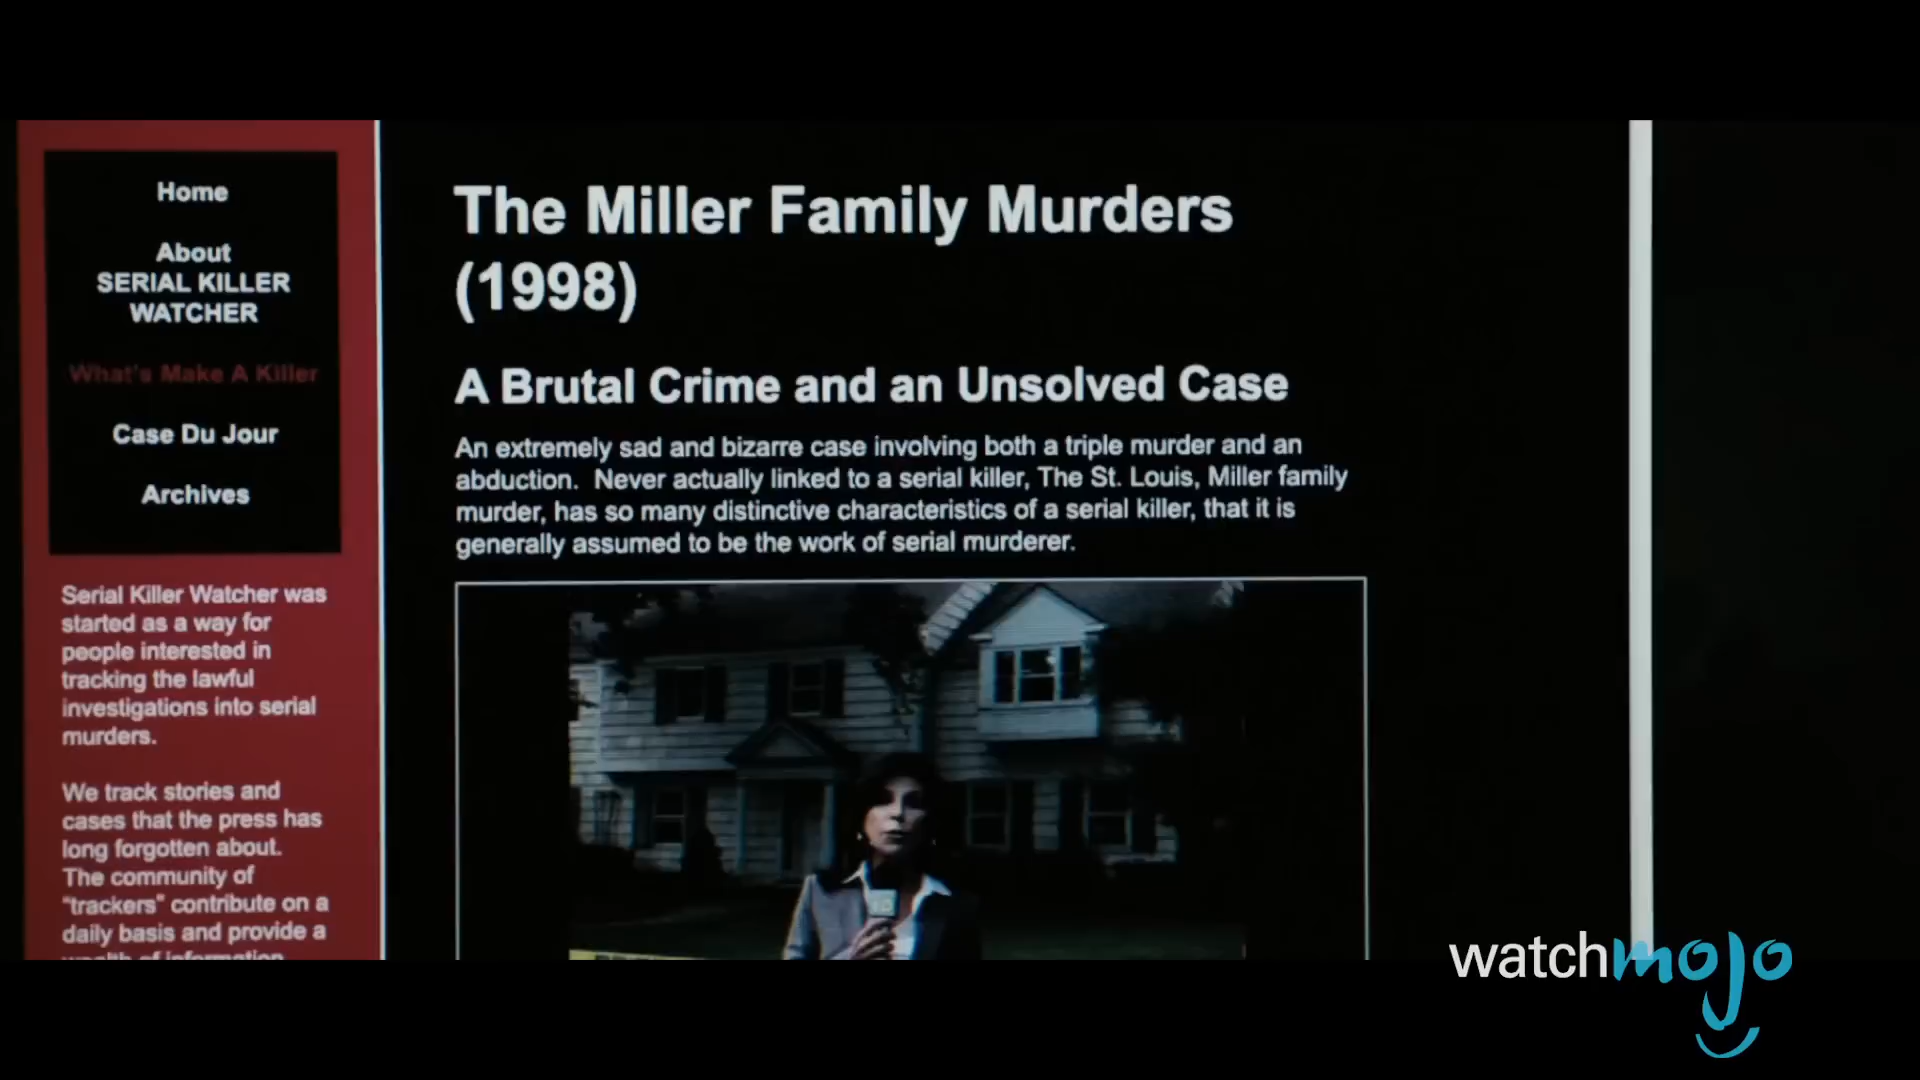 Home
About
SERIAL KILLER
WATCHER
What's Make A Killer
Case Du Jour
Archives
Serial Killer Watcher was
started as a way for
people interested in
tracking the lawful
investigations into serial
murders.
We track stories and
cases that the press has
long forgotten about.
The community of
"trackers" contribute on a
daily basis and provide a
wealth of information
The Miller Family Murders
(1998)
A Brutal Crime and an Unsolved Case
An extremely sad and bizarre case involving both a triple murder and an
abduction.  Never actually linked to a serial killer, The St. Louis, Miller family
murder, has so many distinctive characteristics of a serial killer, that it is
generally assumed to be the work of serial murderer.
watchmojo